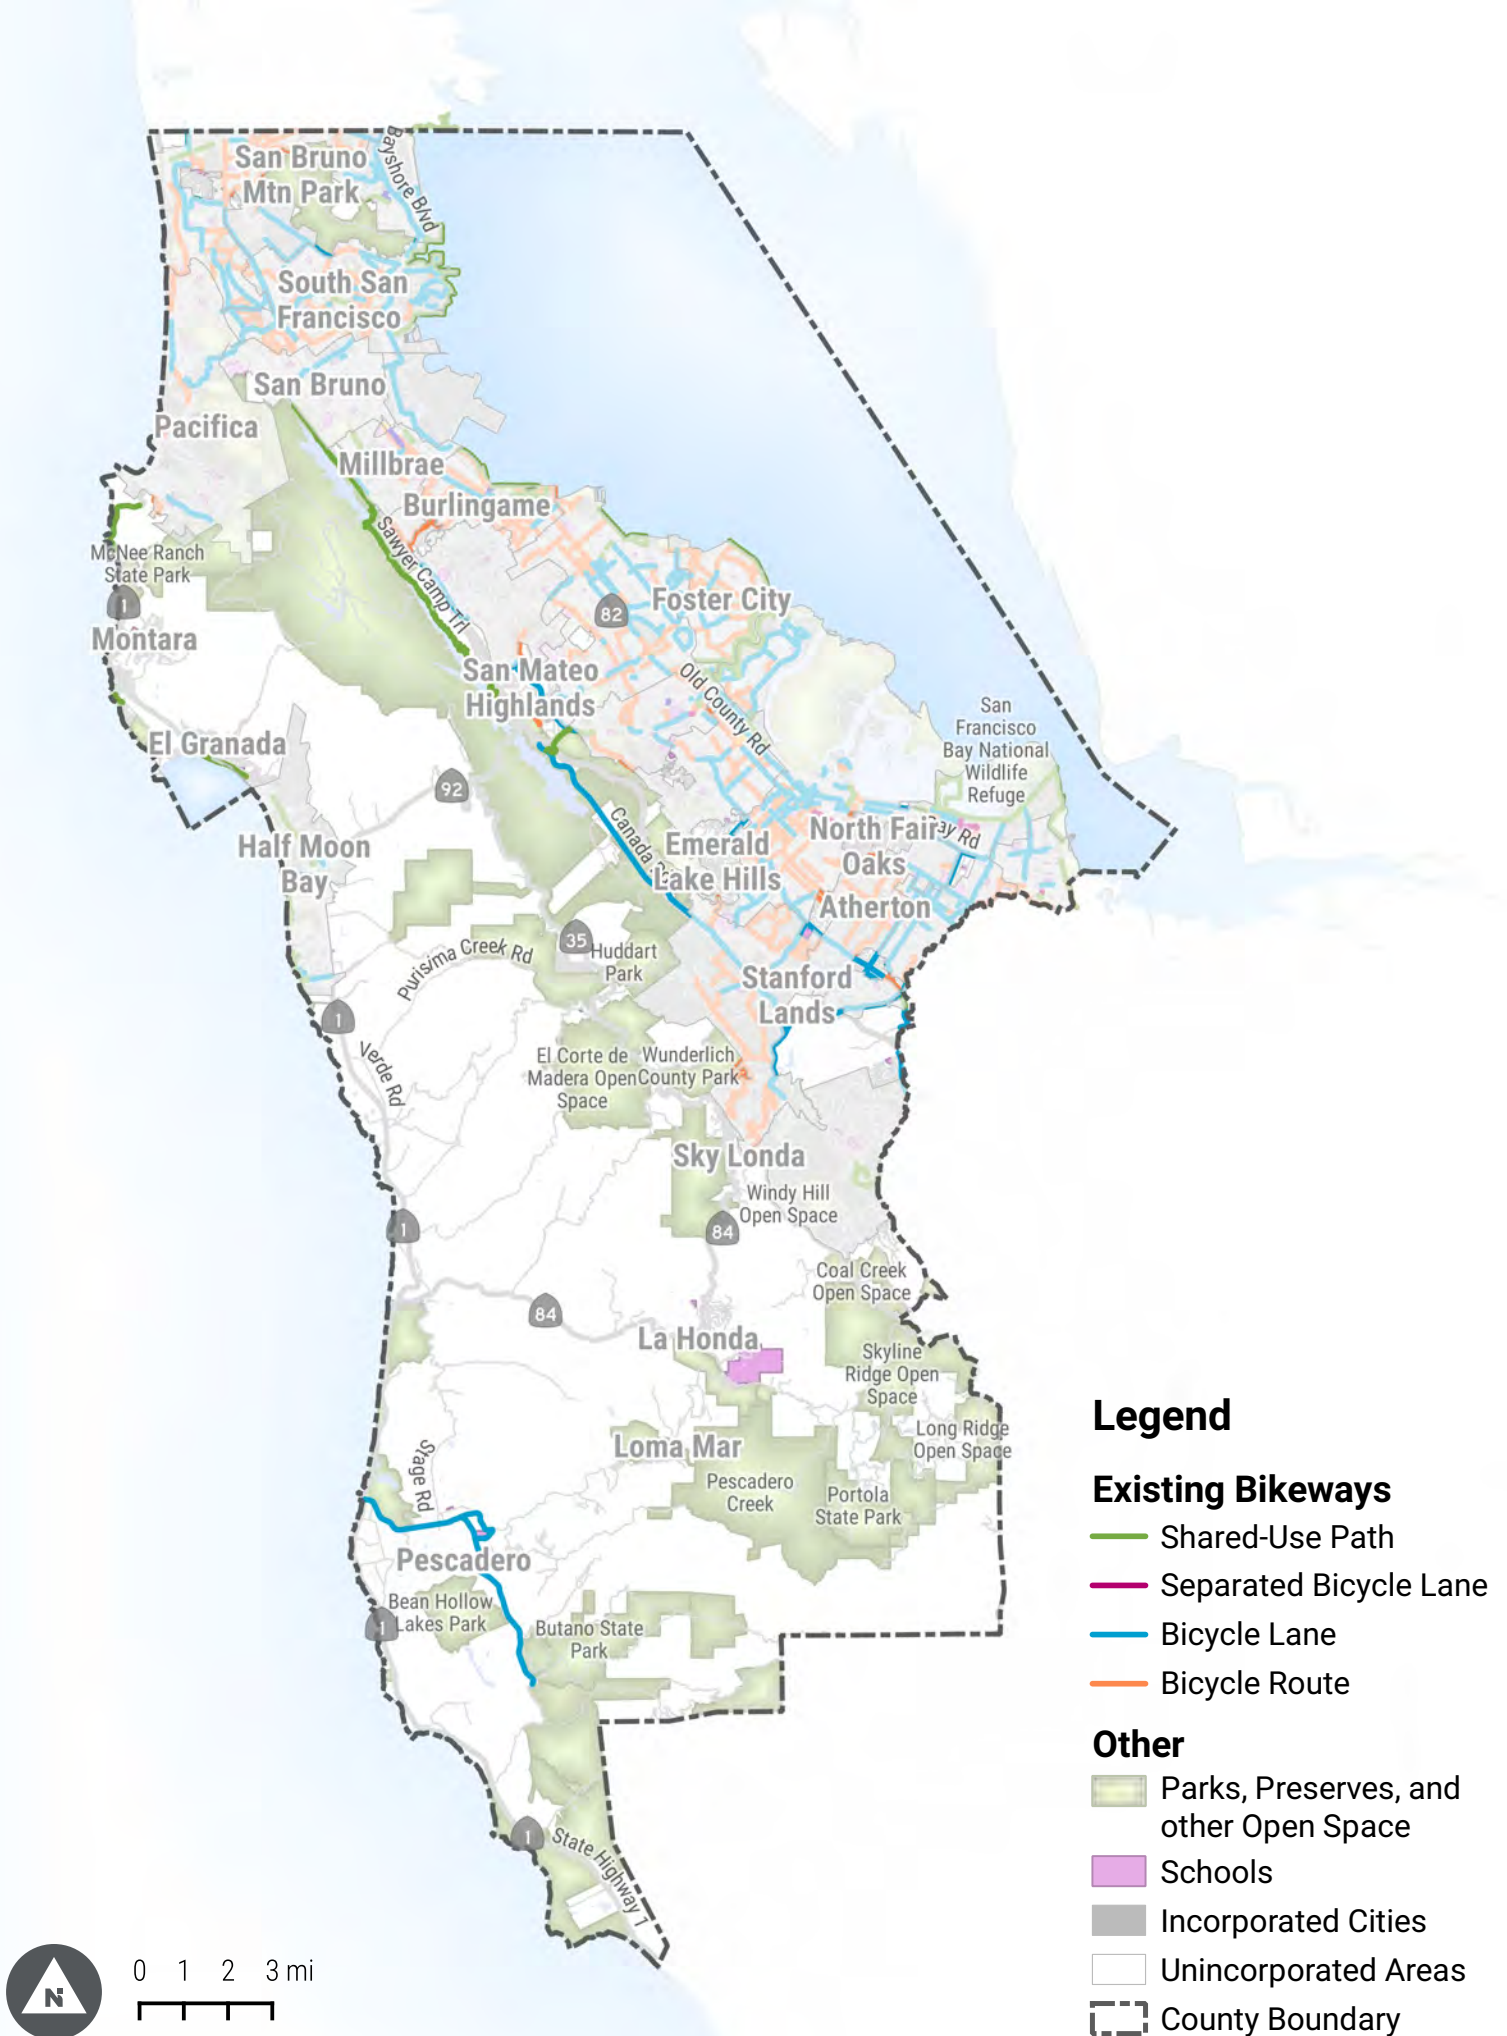 Bayshore Blvd
San Bruno
Mtn Park
South San
Francisco
San Bruno
Pacifica
Millbrae
Burlingame
Sawyer Camp Trl
McNee Ranch
State Park
1
Montara
82
Foster City
San Mateo
Highlands
Old County Rd
San
Francisco
Bay National
Wildlife
Refuge
El Granada
92
Half Moon
Bay
Canada
Emerald
Lake Hills
North Fair
Oaks
Bay Rd
Atherton
35
Huddart
Park
Purisima Creek Rd
Stanford
Lands
1
Verde Rd
El Corte de
Madera Open
Space
Wunderlich
County Park
Sky Londa
Windy Hill
Open Space
84
1
Coal Creek
Open Space
84
La Honda
Skyline
Ridge Open
Space
Long Ridge
Open Space
Loma Mar
Pescadero
Creek
Portola
State Park
Stage Rd
Pescadero
Bean Hollow
Lakes Park
1
Butano State
Park
1
State Highway 1
Legend
Existing Bikeways
Shared-Use Path
Separated Bicycle Lane
Bicycle Lane
Bicycle Route
Other
Parks, Preserves, and
other Open Space
Schools
Incorporated Cities
Unincorporated Areas
County Boundary
N
0 1 2 3 mi